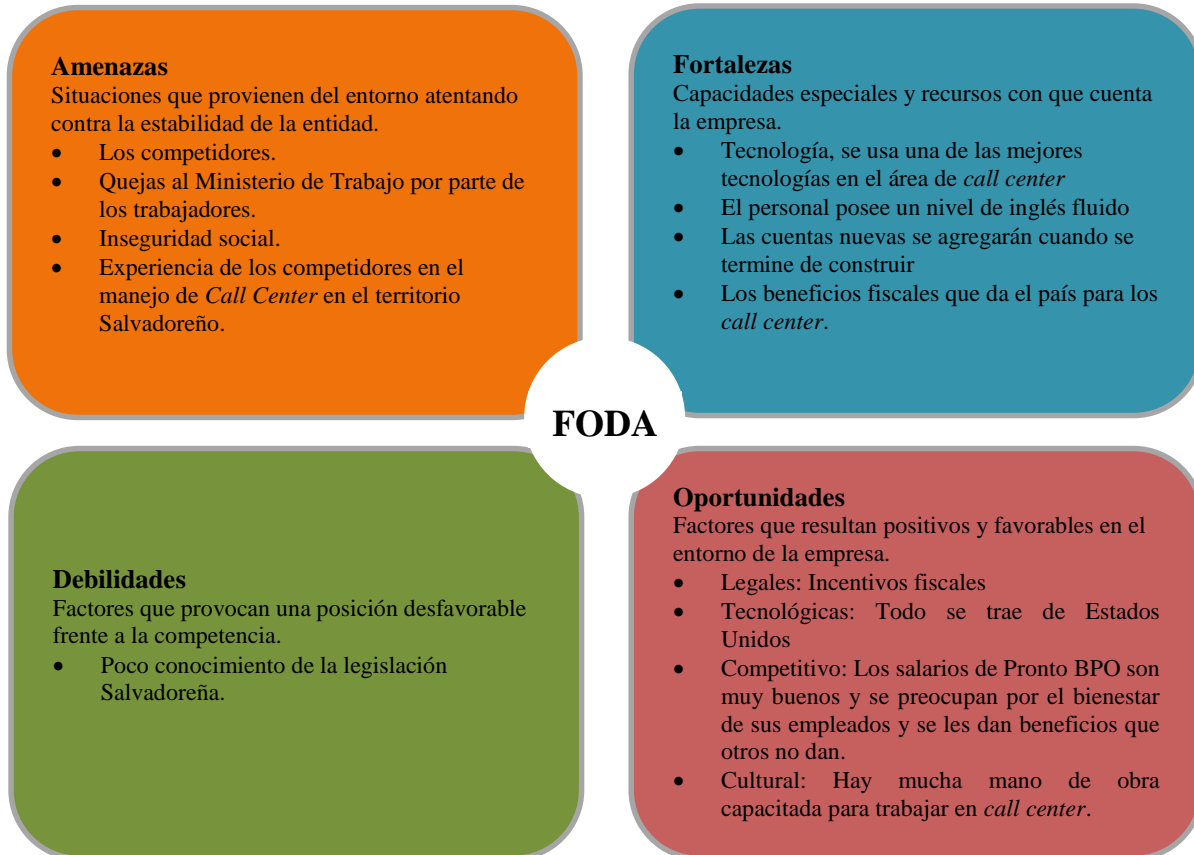 Amenazas
Situaciones que provienen del entorno atentando
contra la estabilidad de la entidad.
• Los competidores.
• Quejas al Ministerio de Trabajo por parte de
los trabajadores.
• Inseguridad social.
• Experiencia de los competidores en el
manejo de Call Center en el territorio
Salvadoreño.
Fortalezas
Capacidades especiales y recursos con que cuenta
la empresa.
• Tecnología, se usa una de las mejores
tecnologías en el área de call center
• El personal posee un nivel de inglés fluido
• Las cuentas nuevas se agregarán cuando se
termine de construir
• Los beneficios fiscales que da el país para los
call center.
FODA
Debilidades
Factores que provocan una posición desfavorable
frente a la competencia.
• Poco conocimiento de la legislación
Salvadoreña.
Oportunidades
Factores que resultan positivos y favorables en el
entorno de la empresa.
• Legales: Incentivos fiscales
• Tecnológicas: Todo se trae de Estados
Unidos
• Competitivo: Los salarios de Pronto BPO son
muy buenos y se preocupan por el bienestar
de sus empleados y se les dan beneficios que
otros no dan.
• Cultural: Hay mucha mano de obra
capacitada para trabajar en call center.